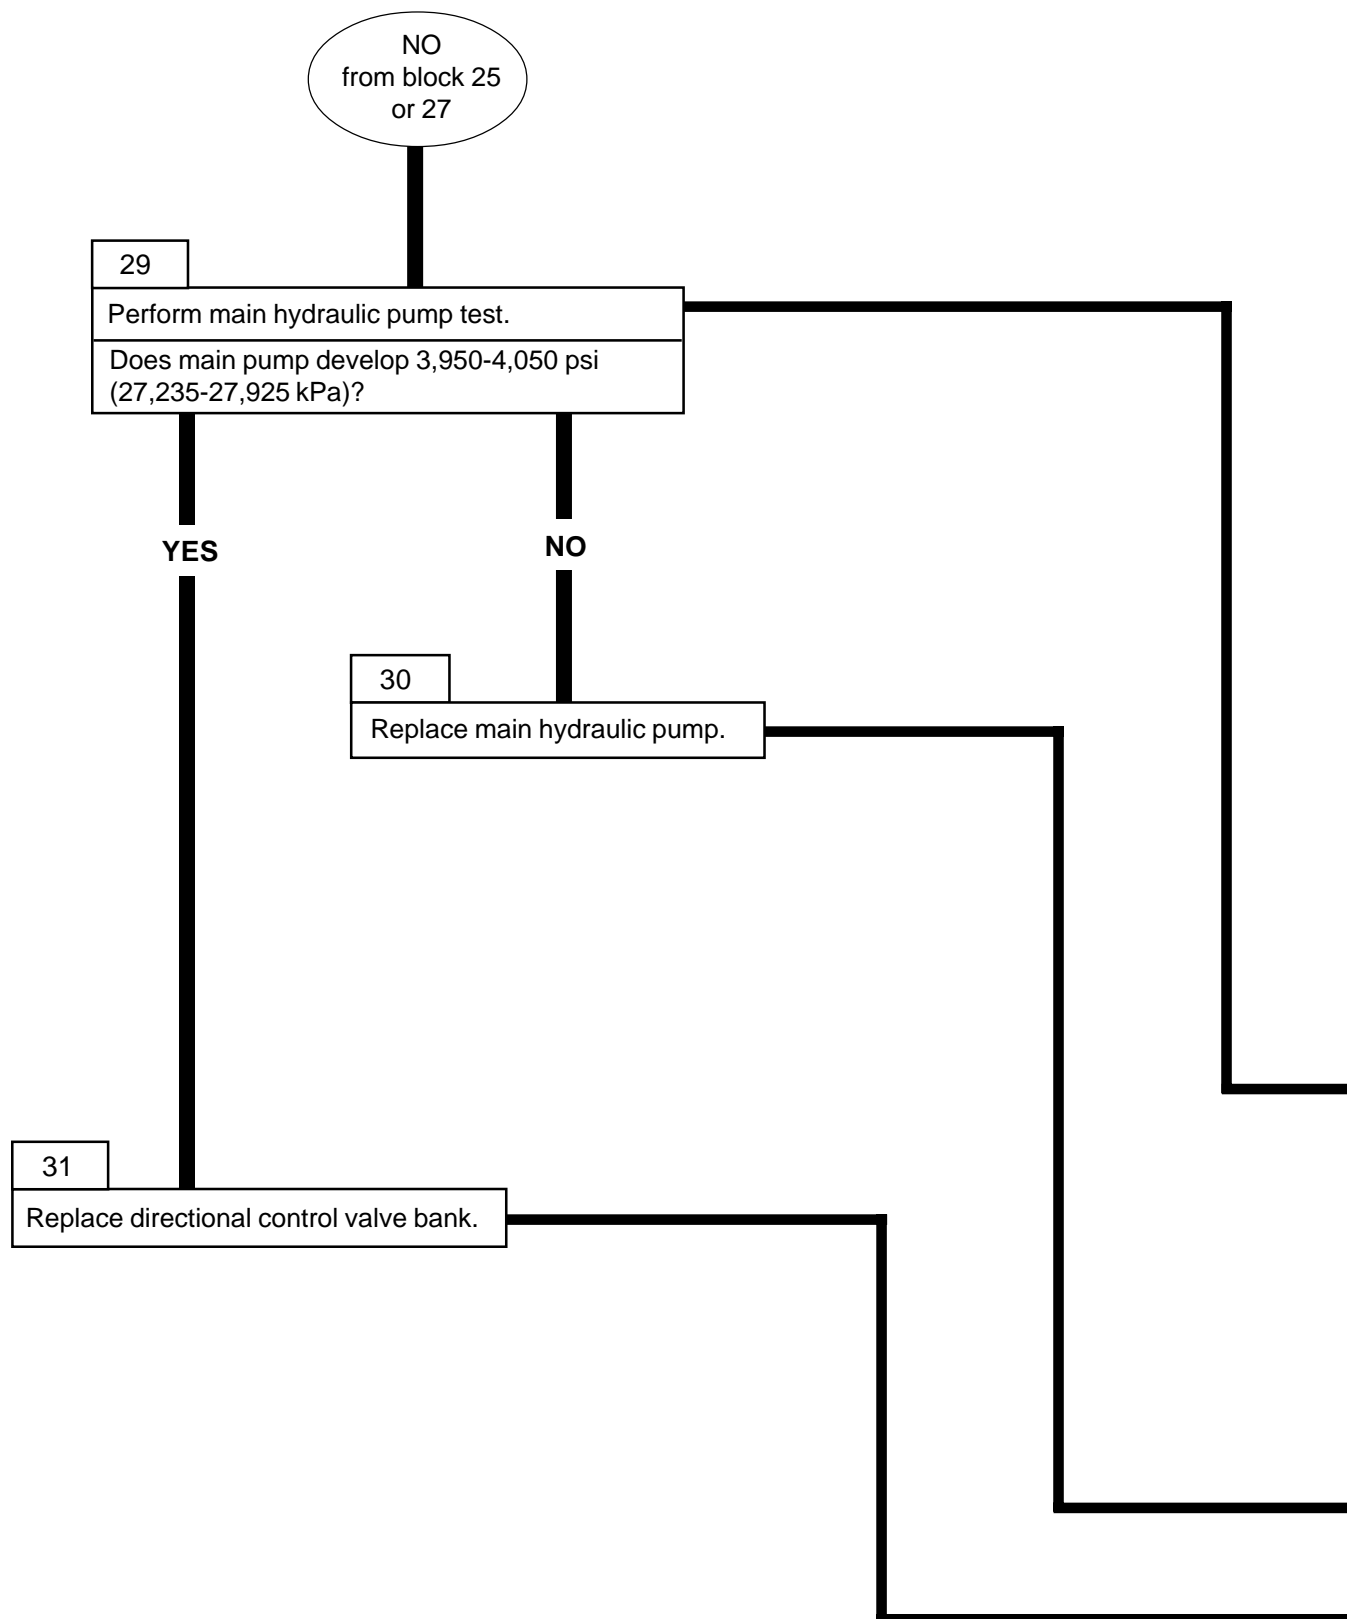 NO
from block 25
or 27
29
Perform main hydraulic pump test.
Does main pump develop 3,950-4,050 psi
(27,235-27,925 kPa)?
YES
NO
30
Replace main hydraulic pump.
31
Replace directional control valve bank.